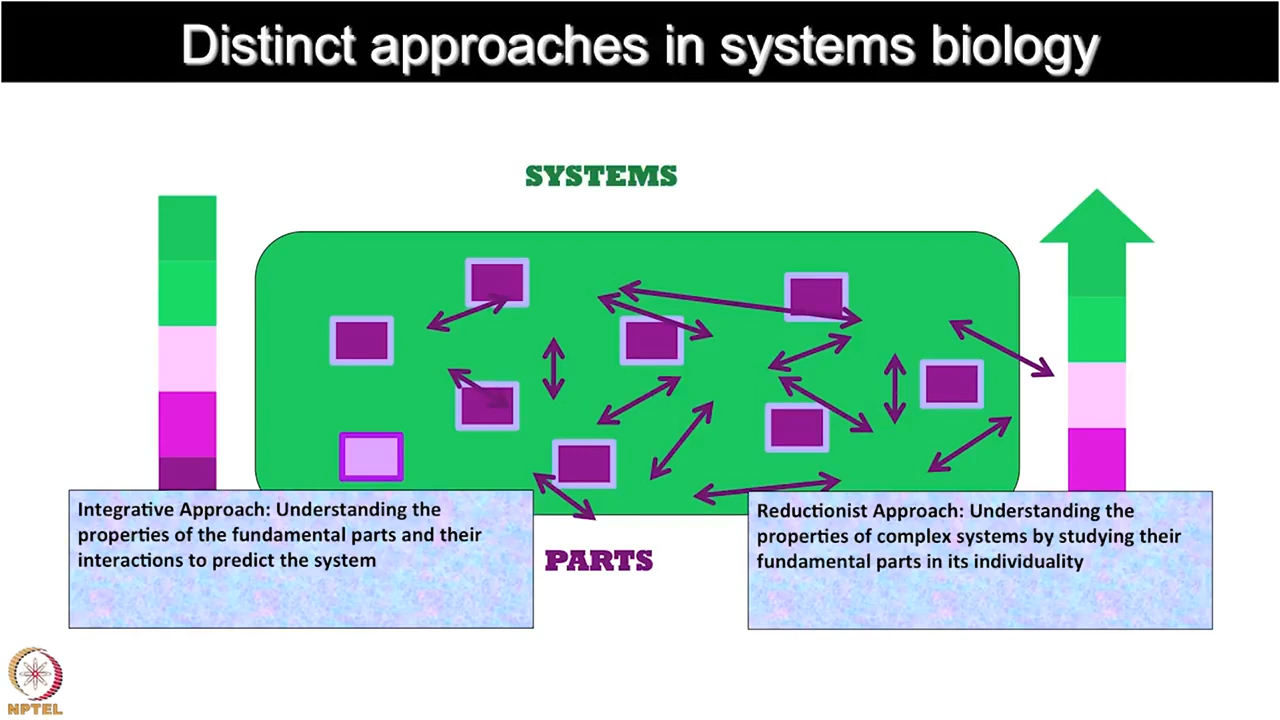 Distinct approaches in systems biology
SYSTEMS
Integrative Approach: Understanding the
properties of the fundamental parts and their
interactions to predict the system
PARTS
Reductionist Approach: Understanding the
properties of complex systems by studying their
fundamental parts in its individuality
NPTEL